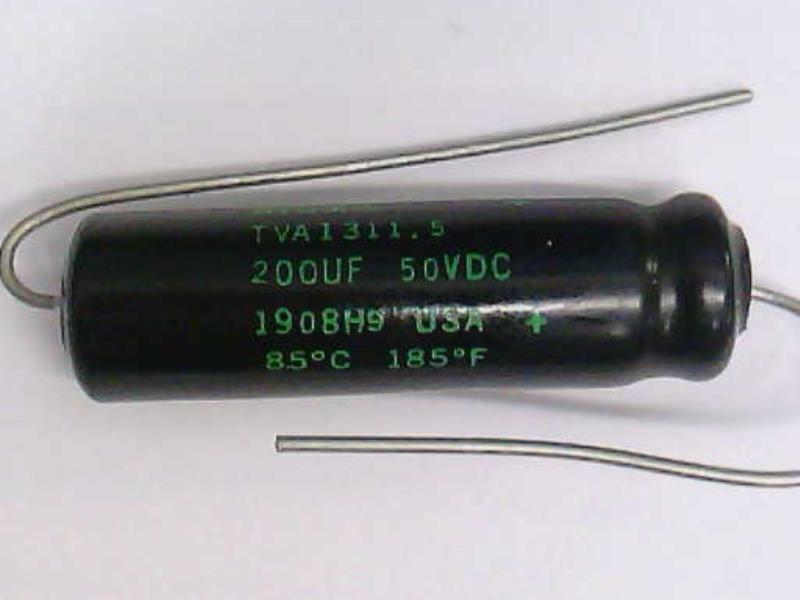 TVA1311.5
200UF 50VDC
1908H9 USA +
85°C 185°F